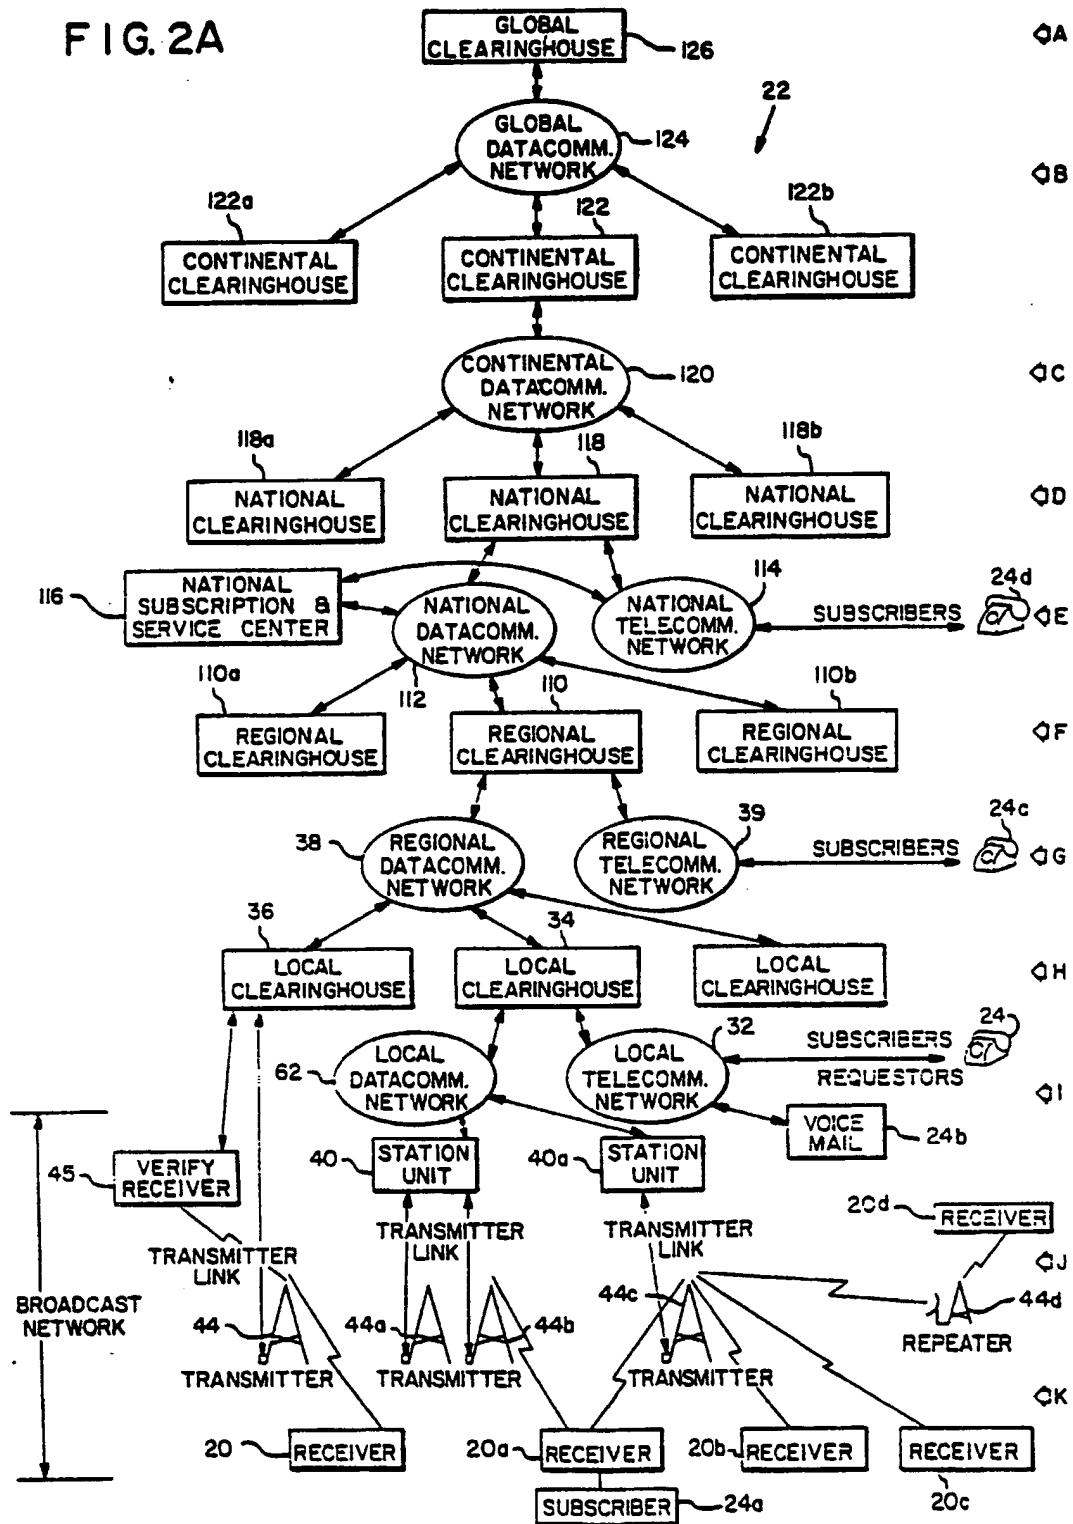 FIG. 2A
GLOBAL
CLEARINGHOUSE
126
A
22
GLOBAL
DATACOMM.
NETWORK
124
B
122a
122
122b
CONTINENTAL
CLEARINGHOUSE
CONTINENTAL
CLEARINGHOUSE
CONTINENTAL
CLEARINGHOUSE
CONTINENTAL
DATACOMM.
NETWORK
120
C
118a
118
118b
NATIONAL
CLEARINGHOUSE
NATIONAL
CLEARINGHOUSE
NATIONAL
CLEARINGHOUSE
D
116
NATIONAL
SUBSCRIPTION &
SERVICE CENTER
NATIONAL
DATACOMM.
NETWORK
112
NATIONAL
TELECOMM.
NETWORK
114
SUBSCRIBERS
24d
E
110a
110
110b
REGIONAL
CLEARINGHOUSE
REGIONAL
CLEARINGHOUSE
REGIONAL
CLEARINGHOUSE
F
38
REGIONAL
DATACOMM.
NETWORK
REGIONAL
TELECOMM.
NETWORK
39
SUBSCRIBERS
24c
G
36
34
LOCAL
CLEARINGHOUSE
LOCAL
CLEARINGHOUSE
LOCAL
CLEARINGHOUSE
H
62
LOCAL
DATACOMM.
NETWORK
LOCAL
TELECOMM.
NETWORK
32
SUBSCRIBERS
REQUESTORS
24
I
VOICE
MAIL
24b
45
VERIFY
RECEIVER
40
STATION
UNIT
40a
STATION
UNIT
20d
RECEIVER
TRANSMITTER
LINK
TRANSMITTER
LINK
TRANSMITTER
LINK
J
BROADCAST
NETWORK
44
44a
44b
44c
44d
REPEATER
TRANSMITTER
TRANSMITTER
TRANSMITTER
K
20
RECEIVER
20a
RECEIVER
20b
RECEIVER
RECEIVER
20c
SUBSCRIBER
24a